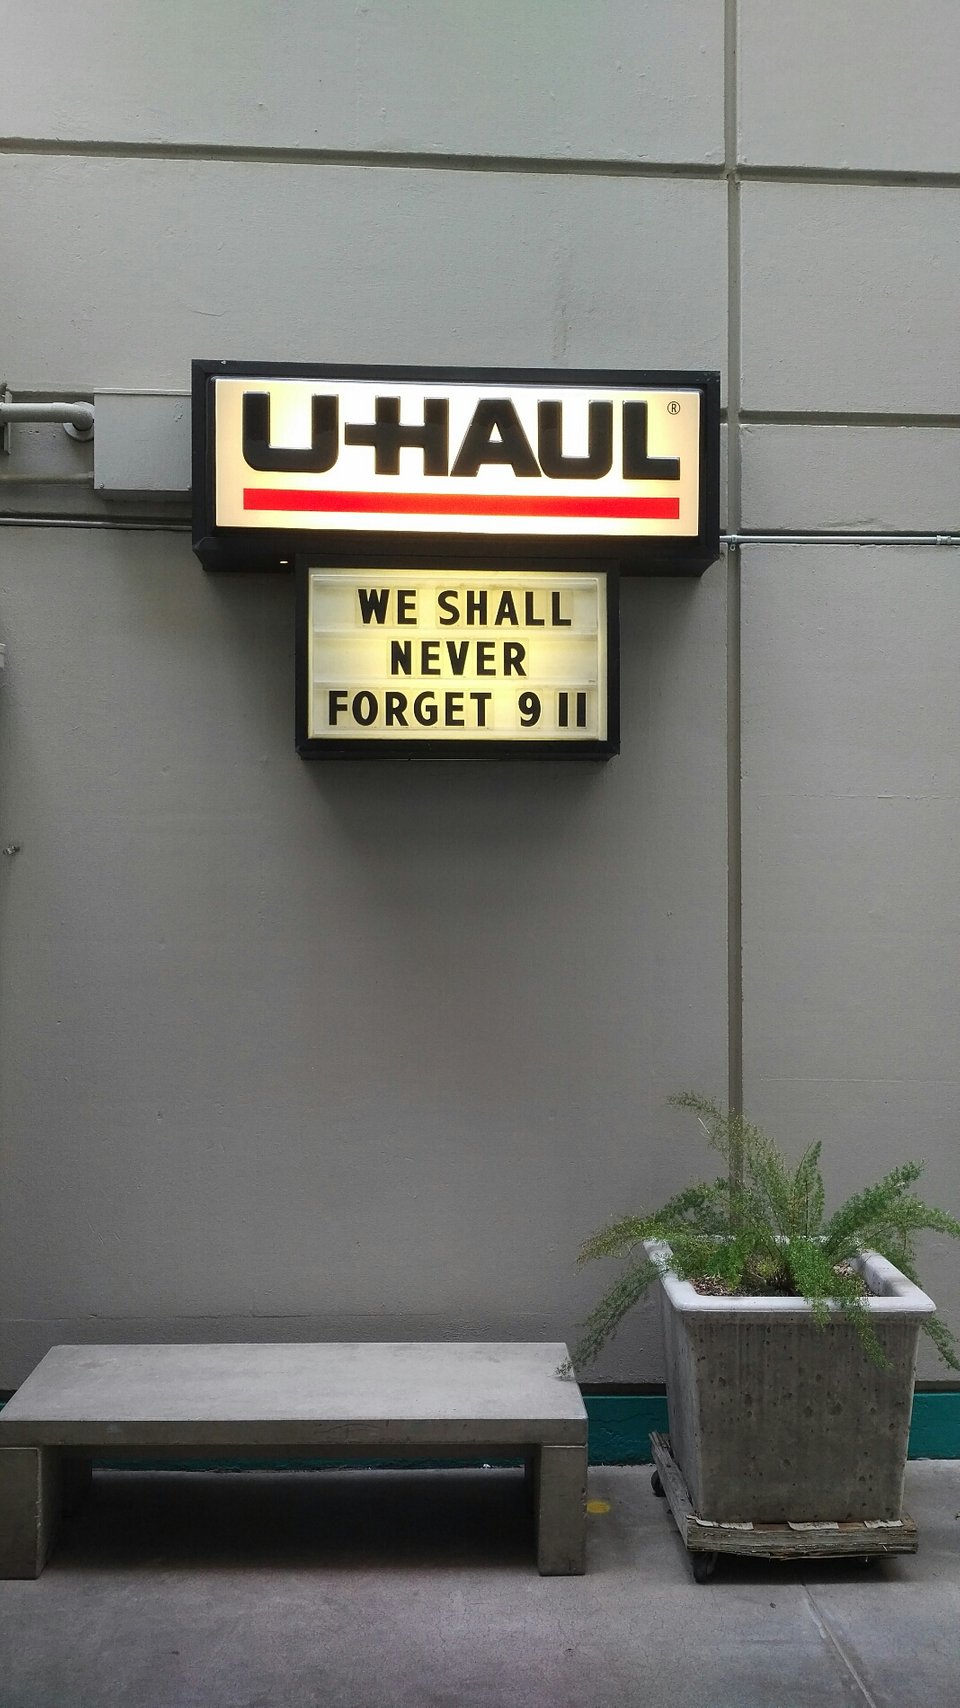 U-HAUL®
WE SHALL
NEVER
FORGET 9 11